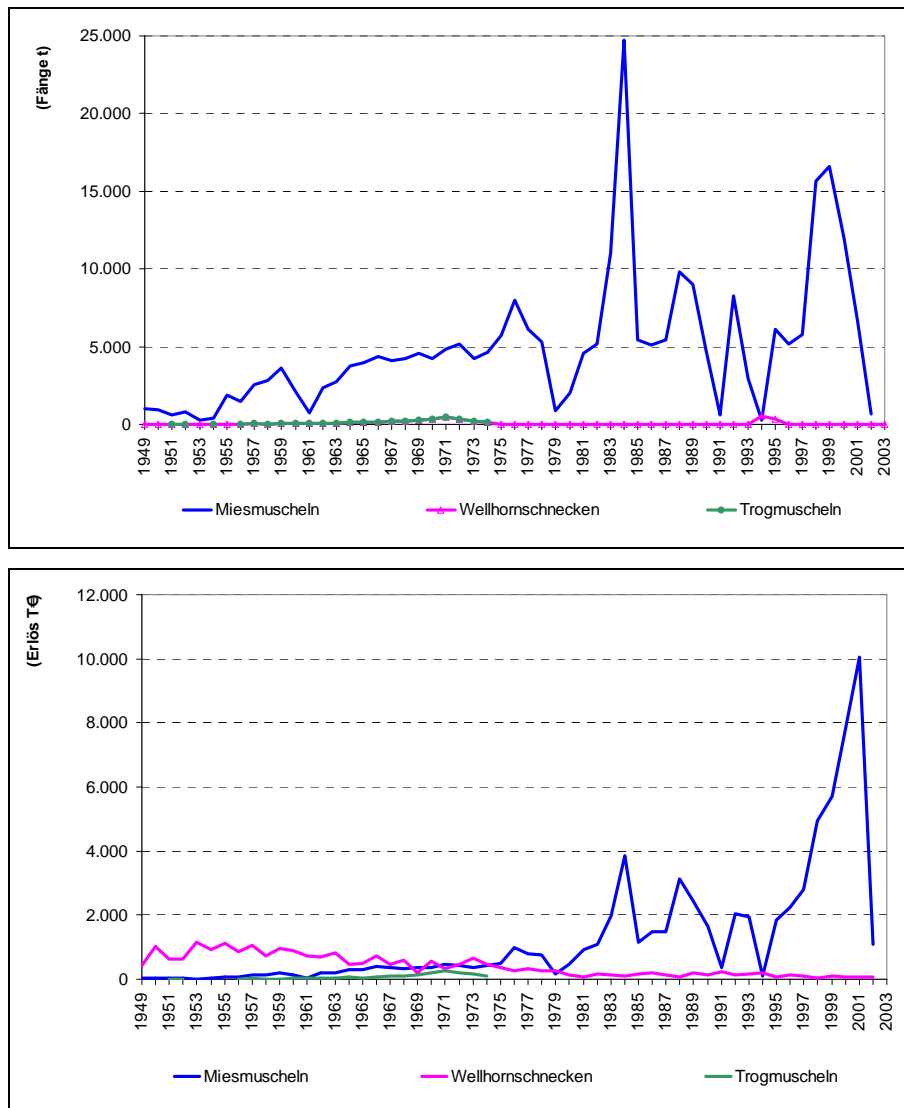 (Fänge t)
25.000
20.000
15.000
10.000
5.000
0
1949 1951 1953 1955 1957 1959 1961 1963 1965 1967 1969 1971 1973 1975 1977 1979 1981 1983 1985 1987 1989 1991 1993 1995 1997 1999 2001 2003
Miesmuscheln Wellhornschnecken Trogmuscheln
(Erlös T€)
12.000
10.000
8.000
6.000
4.000
2.000
0
1949 1951 1953 1955 1957 1959 1961 1963 1965 1967 1969 1971 1973 1975 1977 1979 1981 1983 1985 1987 1989 1991 1993 1995 1997 1999 2001 2003
Miesmuscheln Wellhornschnecken Trogmuscheln